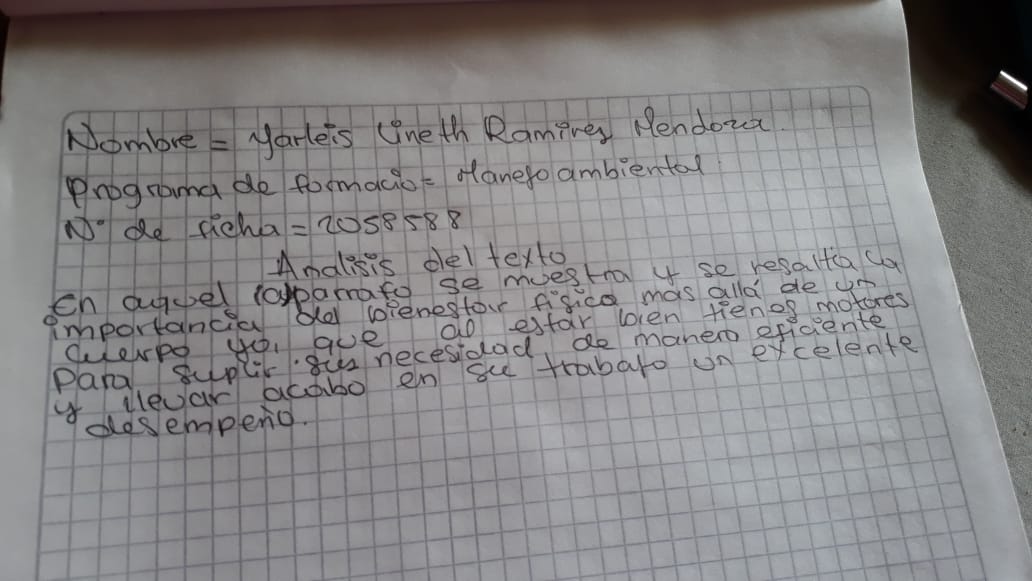 Nombre = Yarleis Lineth Ramires Mendoza.
programa de formacio= Manejo ambiental
N° de ficha = 2058588
Analisis del texto
En aquel parrafo se muestra y se resalta la
importancia del bienestar fisico mas allá de un
cuerpo yo, que al estar bien tienes motores
para suplir sus necesidad de manera eficiente
y llevar acabo en su trabajo un excelente
desempeño.